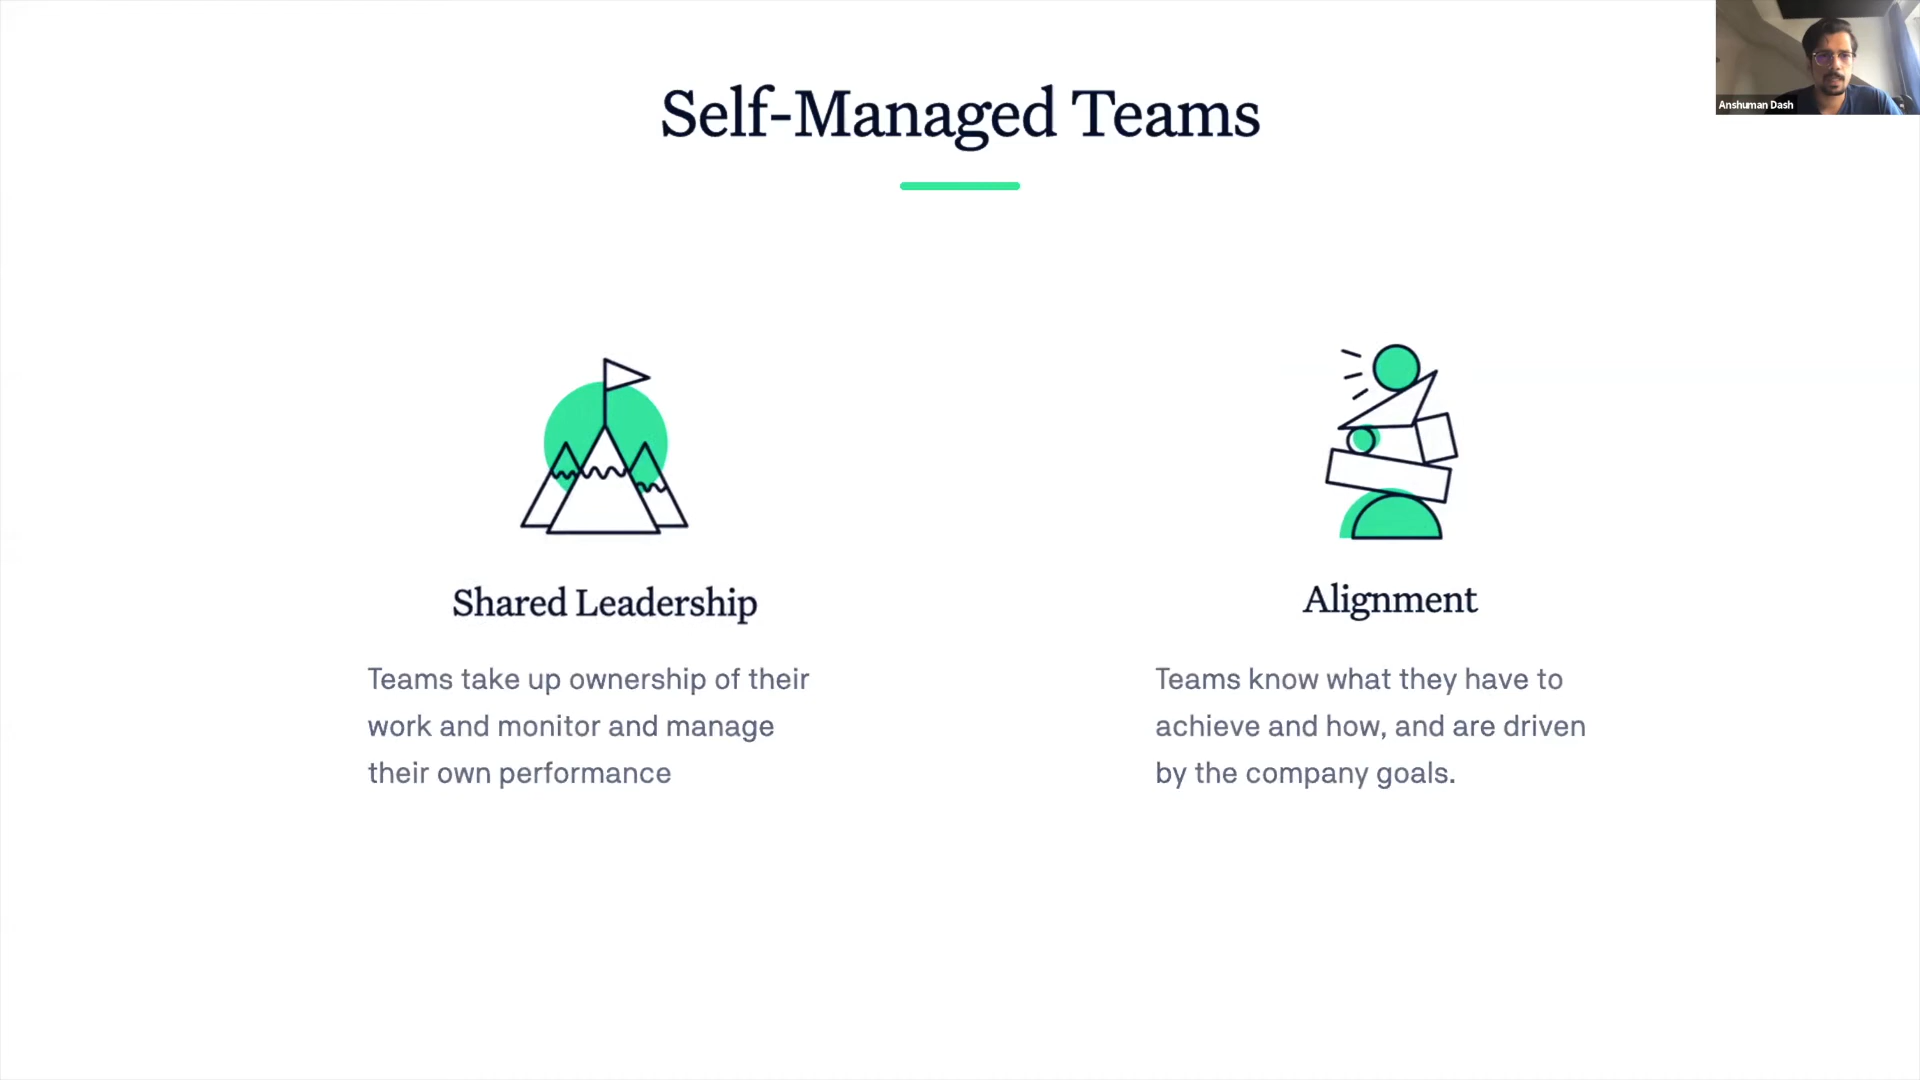 Self-Managed Teams
Anshuman Dash
Shared Leadership
Teams take up ownership of their
work and monitor and manage
their own performance
Alignment
Teams know what they have to
achieve and how, and are driven
by the company goals.